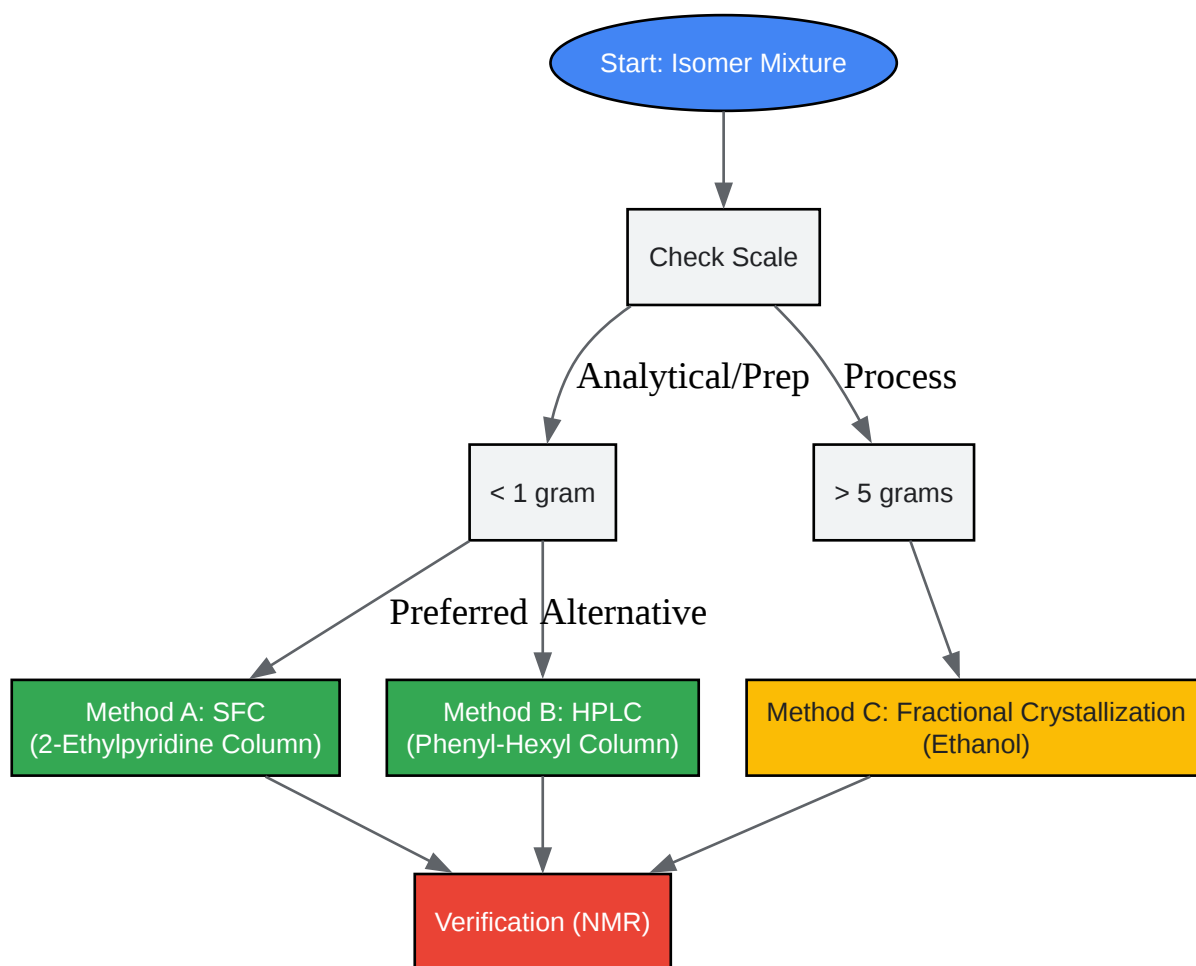 Start: Isomer Mixture
Check Scale
Analytical/Prep
Process
< 1 gram
> 5 grams
Preferred
Alternative
Method A: SFC
(2-Ethylpyridine Column)
Method B: HPLC
(Phenyl-Hexyl Column)
Method C: Fractional Crystallization
(Ethanol)
Verification (NMR)